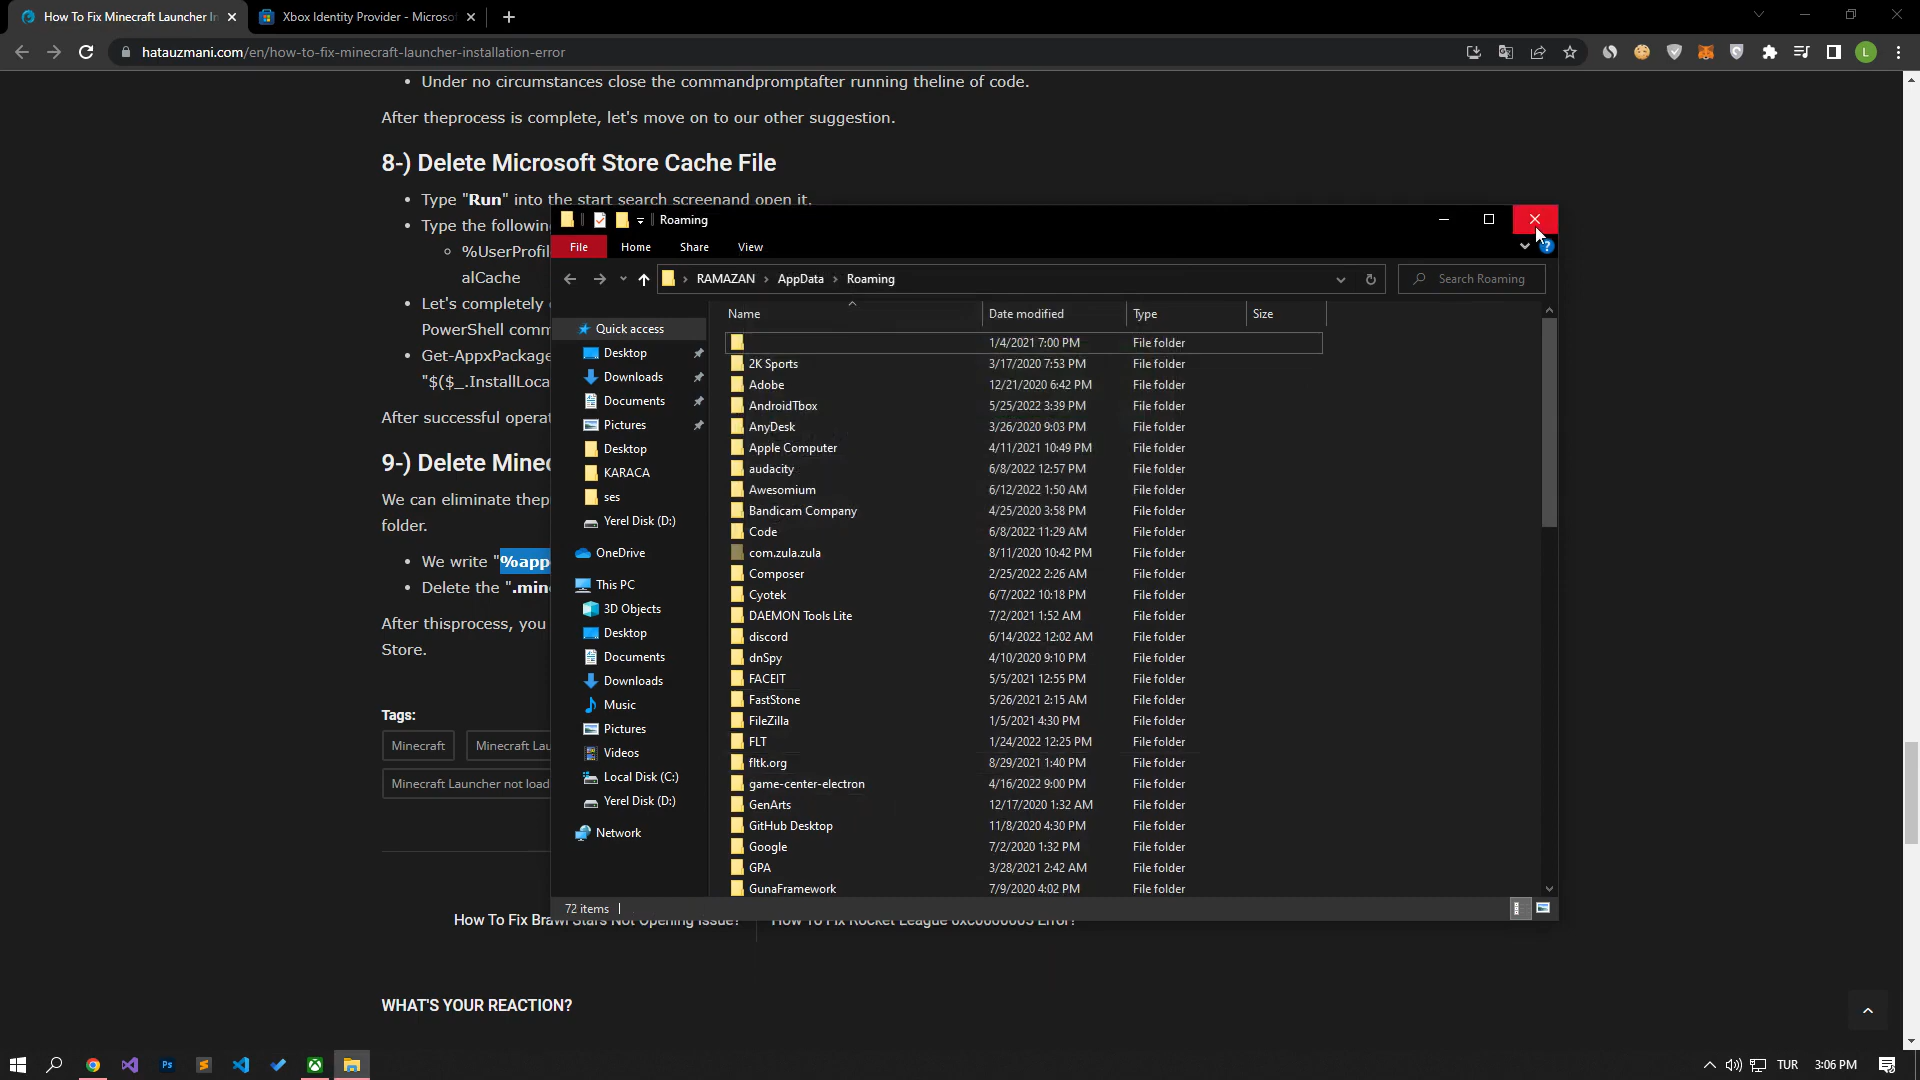 How To Fix Minecraft Launcher In
Xbox Identity Provider - Microsof
hatauzmani.com/en/how-to-fix-minecraft-launcher-installation-error
L
Under no circumstances close the commandpromptafter running theline of code.
After theprocess is complete, let's move on to our other suggestion.
8-) Delete Microsoft Store Cache File
Type "Run" into the start search screenand open it.
Type the followin
%UserProfil
alCache
Let's completely
PowerShell comm
Get-AppxPackage
"$($_.InstallLoca
After successful operat
9-) Delete Minec
We can eliminate thep
folder.
We write "%app
Delete the ".min
After thisprocess, you
Store.
Tags:
Minecraft
Minecraft Lau
Minecraft Launcher not load
How To Fix Brawl Stars Not Opening Issue?
How To Fix Rocket League 0xc0000005 Error?
WHAT'S YOUR REACTION?
Roaming
File
Home
Share
View
RAMAZAN
AppData
Roaming
Search Roaming
Quick access
Desktop
Downloads
Documents
Pictures
Desktop
KARACA
ses
Yerel Disk (D:)
OneDrive
This PC
3D Objects
Desktop
Documents
Downloads
Music
Pictures
Videos
Local Disk (C:)
Yerel Disk (D:)
Network
Name Date modified Type Size
1/4/2021 7:00 PM File folder
2K Sports 3/17/2020 7:53 PM File folder
Adobe 12/21/2020 6:42 PM File folder
AndroidTbox 5/25/2022 3:39 PM File folder
AnyDesk 3/26/2020 9:03 PM File folder
Apple Computer 4/11/2021 10:49 PM File folder
audacity 6/8/2022 12:57 PM File folder
Awesomium 6/12/2022 1:50 AM File folder
Bandicam Company 4/25/2020 3:58 PM File folder
Code 6/8/2022 11:29 AM File folder
com.zula.zula 8/11/2020 10:42 PM File folder
Composer 2/25/2022 2:26 AM File folder
Cyotek 6/7/2022 10:18 PM File folder
DAEMON Tools Lite 7/2/2021 1:52 AM File folder
discord 6/14/2022 12:02 AM File folder
dnSpy 4/10/2020 9:10 PM File folder
FACEIT 5/5/2021 12:55 PM File folder
FastStone 5/26/2021 2:15 AM File folder
FileZilla 1/5/2021 4:30 PM File folder
FLT 1/24/2022 12:25 PM File folder
fltk.org 8/29/2021 1:40 PM File folder
game-center-electron 4/16/2022 9:00 PM File folder
GenArts 12/17/2020 1:32 AM File folder
GitHub Desktop 11/8/2020 4:30 PM File folder
Google 7/2/2020 1:32 PM File folder
GPA 3/28/2021 2:42 AM File folder
GunaFramework 7/9/2020 4:02 PM File folder
72 items
Ps
TUR
3:06 PM